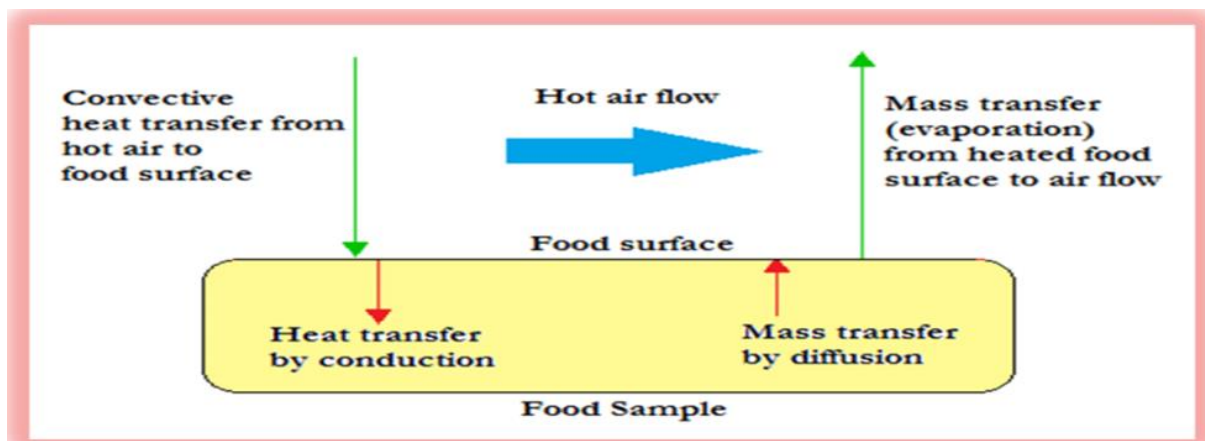 Convective
heat transfer from
hot air to
food surface
Hot air flow
Mass transfer
(evaporation)
from heated food
surface to air flow
Food surface
Heat transfer
by conduction
Mass transfer
by diffusion
Food Sample